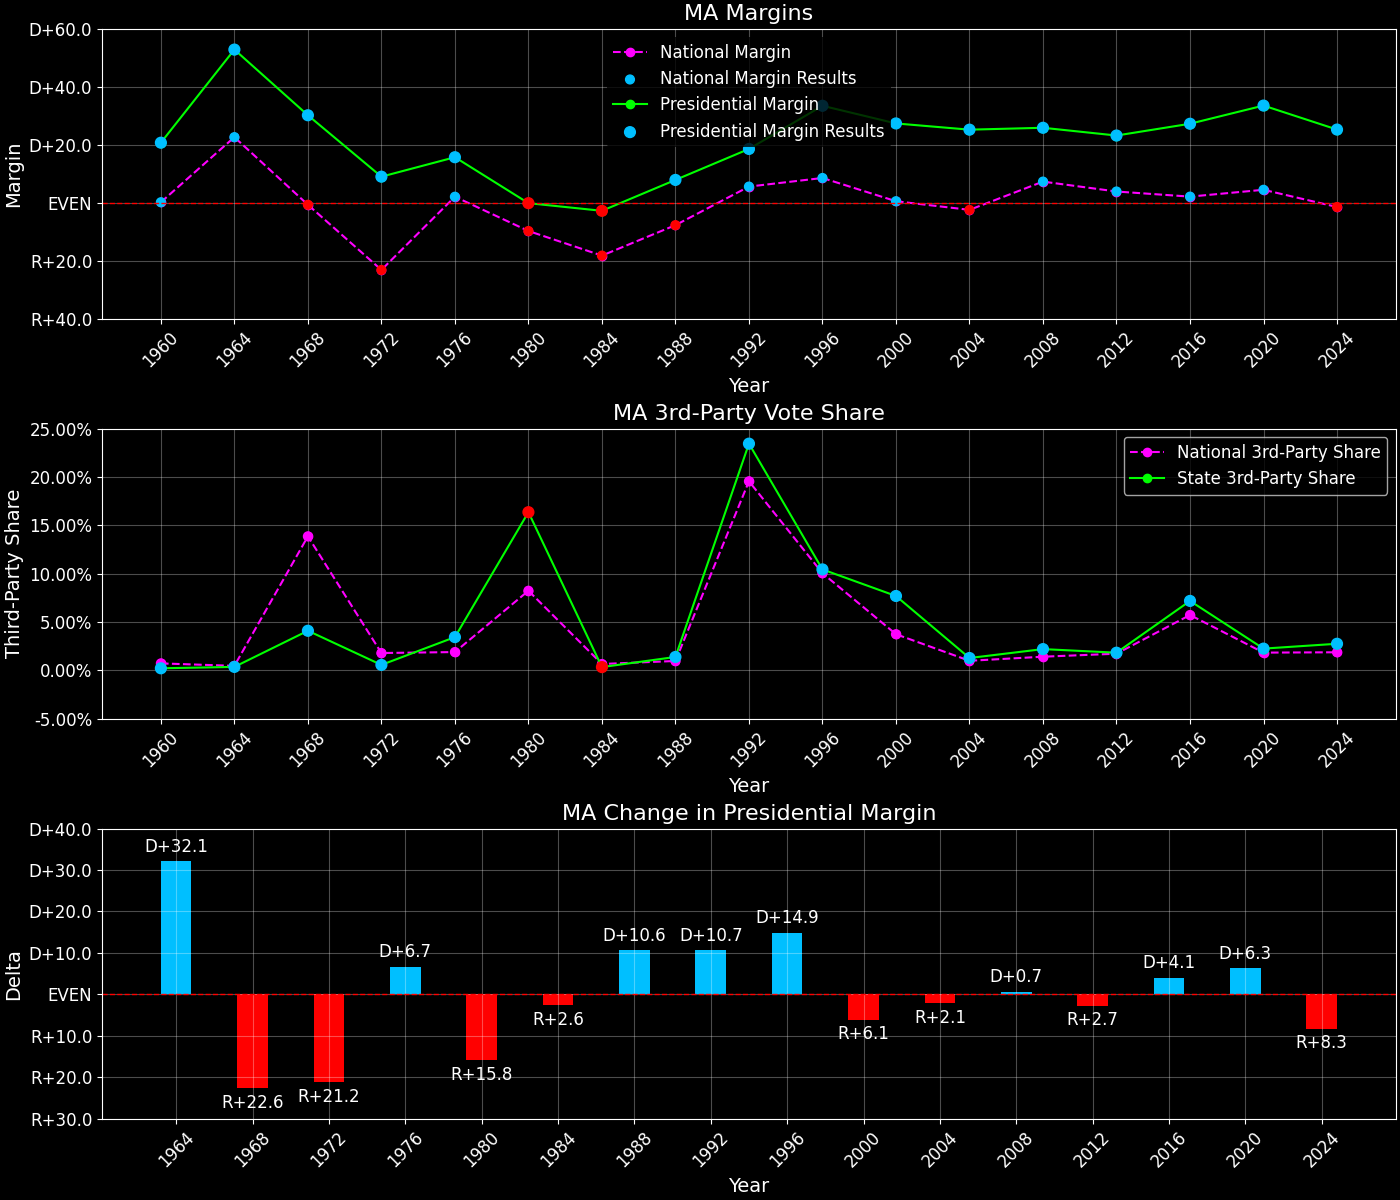 MA Margins
D+60.0
D+40.0
D+20.0
EVEN
R+20.0
R+40.0
Margin
National Margin
National Margin Results
Presidential Margin
Presidential Margin Results
1960 1964 1968 1972 1976 1980 1984 1988 1992 1996 2000 2004 2008 2012 2016 2020 2024
Year
MA 3rd-Party Vote Share
25.00%
20.00%
15.00%
10.00%
5.00%
0.00%
-5.00%
Third-Party Share
National 3rd-Party Share
State 3rd-Party Share
1960 1964 1968 1972 1976 1980 1984 1988 1992 1996 2000 2004 2008 2012 2016 2020 2024
Year
MA Change in Presidential Margin
D+40.0
D+30.0
D+20.0
D+10.0
EVEN
R+10.0
R+20.0
R+30.0
Delta
D+32.1
R+22.6
R+21.2
D+6.7
R+15.8
R+2.6
D+10.6
D+10.7
D+14.9
R+6.1
R+2.1
D+0.7
R+2.7
D+4.1
D+6.3
R+8.3
1964 1968 1972 1976 1980 1984 1988 1992 1996 2000 2004 2008 2012 2016 2020 2024
Year